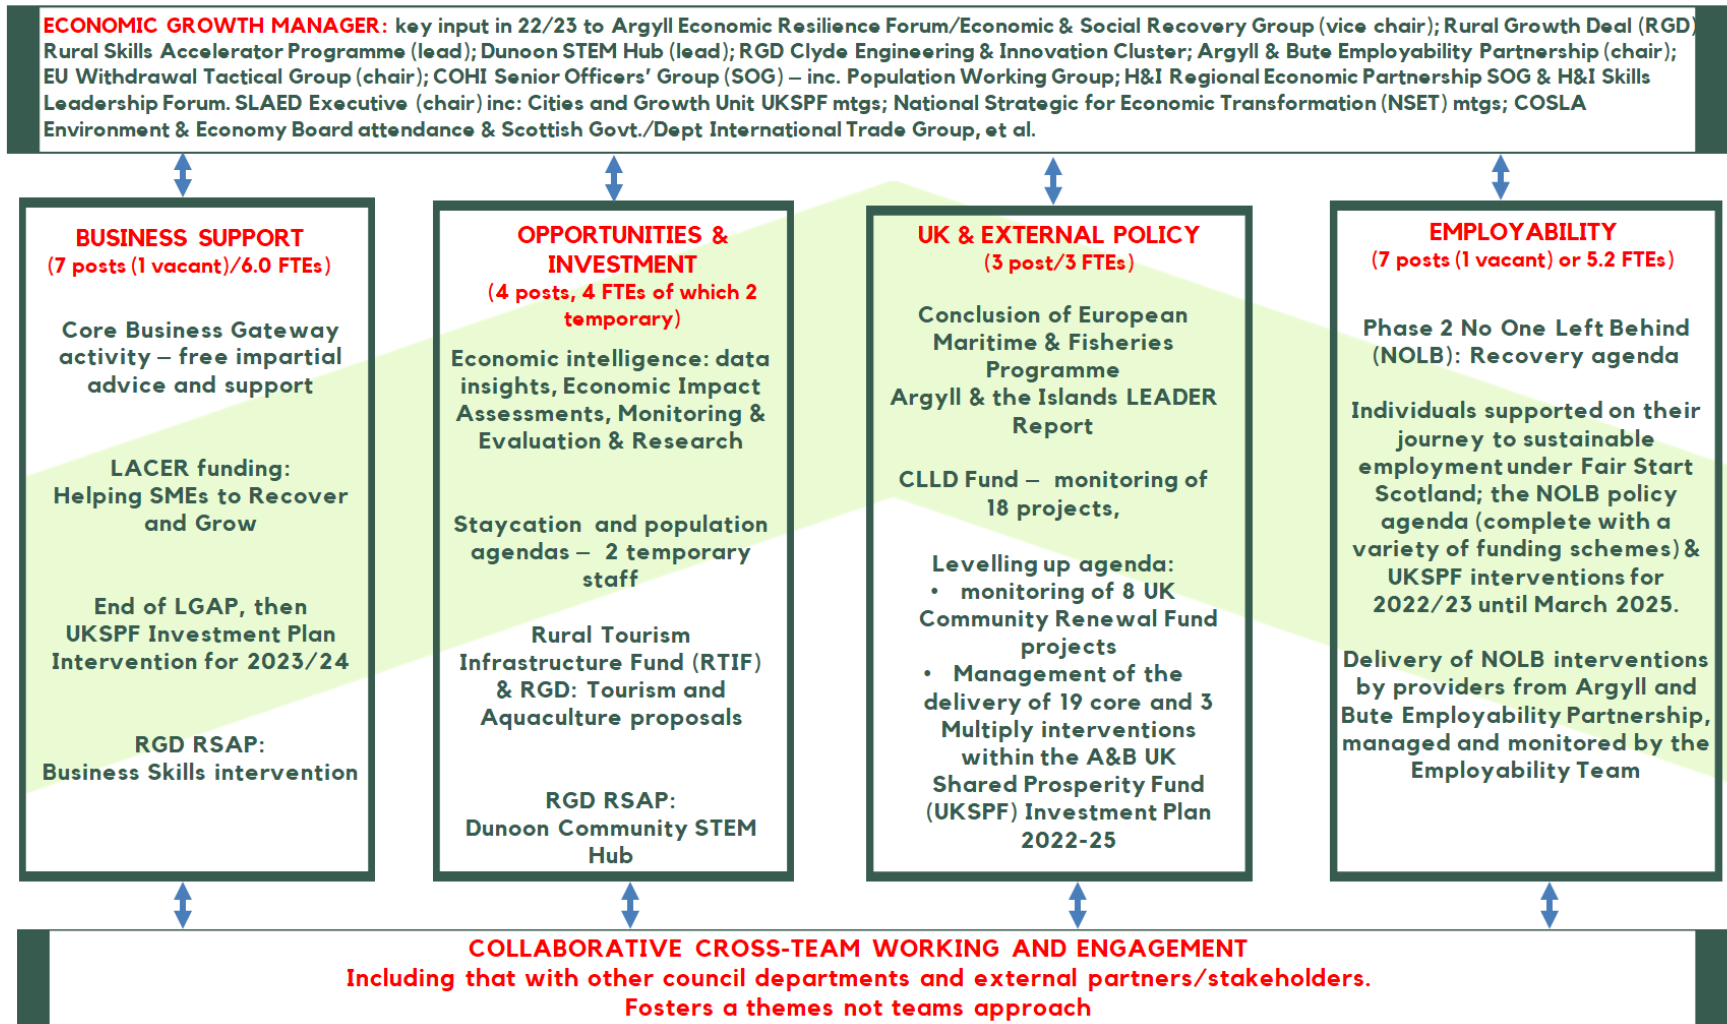 ECONOMIC GROWTH MANAGER: key input in 22/23 to Argyll Economic Resilience Forum/Economic & Social Recovery Group (vice chair); Rural Growth Deal (RGD)
Rural Skills Accelerator Programme (lead); Dunoon STEM Hub (lead); RGD Clyde Engineering & Innovation Cluster; Argyll & Bute Employability Partnership (chair);
EU Withdrawal Tactical Group (chair); COHI Senior Officers’ Group (SOG) – inc. Population Working Group; H&I Regional Economic Partnership SOG & H&I Skills
Leadership Forum. SLAED Executive (chair) inc: Cities and Growth Unit UKSPF mtgs; National Strategic for Economic Transformation (NSET) mtgs; COSLA
Environment & Economy Board attendance & Scottish Govt./Dept International Trade Group, et al.
BUSINESS SUPPORT
(7 posts (1 vacant)/6.0 FTEs)
Core Business Gateway
activity – free impartial
advice and support
LACER funding:
Helping SMEs to Recover
and Grow
End of LGAP, then
UKSPF Investment Plan
Intervention for 2023/24
RGD RSAP:
Business Skills intervention
OPPORTUNITIES &
INVESTMENT
(4 posts, 4 FTEs of which 2
temporary)
Economic intelligence: data
insights, Economic Impact
Assessments, Monitoring &
Evaluation & Research
Staycation and population
agendas – 2 temporary
staff
Rural Tourism
Infrastructure Fund (RTIF)
& RGD: Tourism and
Aquaculture proposals
RGD RSAP:
Dunoon Community STEM
Hub
UK & EXTERNAL POLICY
(3 post/3 FTEs)
Conclusion of European
Maritime & Fisheries
Programme
Argyll & the Islands LEADER
Report
CLLD Fund – monitoring of
18 projects,
Levelling up agenda:
• monitoring of 8 UK
Community Renewal Fund
projects
• Management of the
delivery of 19 core and 3
Multiply interventions
within the A&B UK
Shared Prosperity Fund
(UKSPF) Investment Plan
2022-25
EMPLOYABILITY
(7 posts (1 vacant) or 5.2 FTEs)
Phase 2 No One Left Behind
(NOLB): Recovery agenda
Individuals supported on their
journey to sustainable
employment under Fair Start
Scotland; the NOLB policy
agenda (complete with a
variety of funding schemes) &
UKSPF interventions for
2022/23 until March 2025.
Delivery of NOLB interventions
by providers from Argyll and
Bute Employability Partnership,
managed and monitored by the
Employability Team
COLLABORATIVE CROSS-TEAM WORKING AND ENGAGEMENT
Including that with other council departments and external partners/stakeholders.
Fosters a themes not teams approach